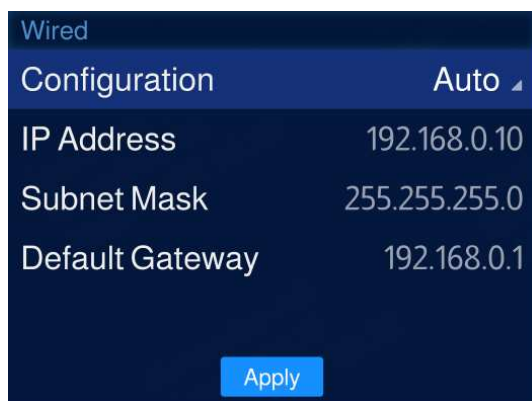 Wired
Configuration Auto
IP Address 192.168.0.10
Subnet Mask 255.255.255.0
Default Gateway 192.168.0.1
Apply